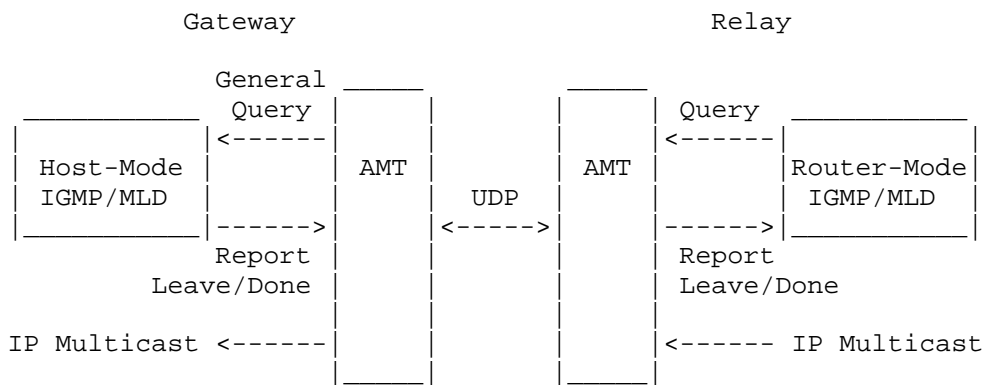 Gateway Relay
General
Query Query
Host-Mode AMT AMT Router-Mode
IGMP/MLD UDP IGMP/MLD
Report Report
Leave/Done Leave/Done
IP Multicast IP Multicast